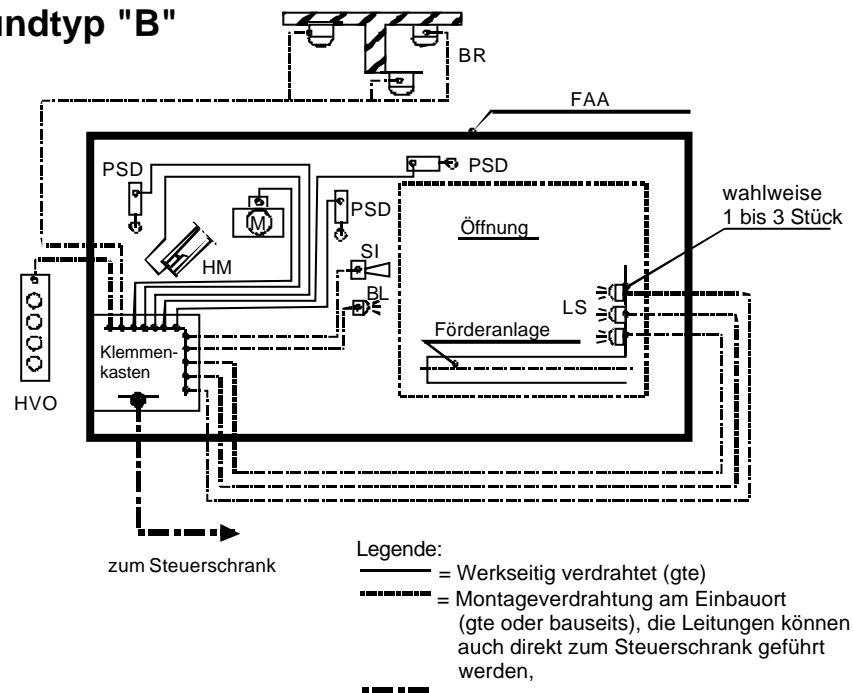 undtyp "B"
BR
FAA
PSD
PSD
PSD
M
HM
SI
BL
Öffnung
wahlweise
1 bis 3 Stück
LS
Förderanlage
Klemmen-
kasten
HVO
zum Steuerschrank
Legende:
= Werkseitig verdrahtet (gte)
= Montageverdrahtung am Einbauort
(gte oder bauseits), die Leitungen können
auch direkt zum Steuerschrank geführt
werden,